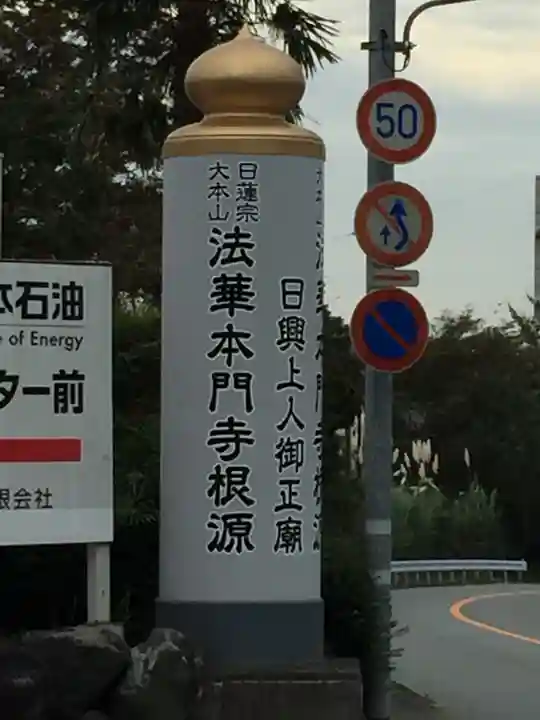 日蓮宗
大本山
法華本門寺根源
日興上人御正廟
50
本石油
of Energy
ター前
限会社